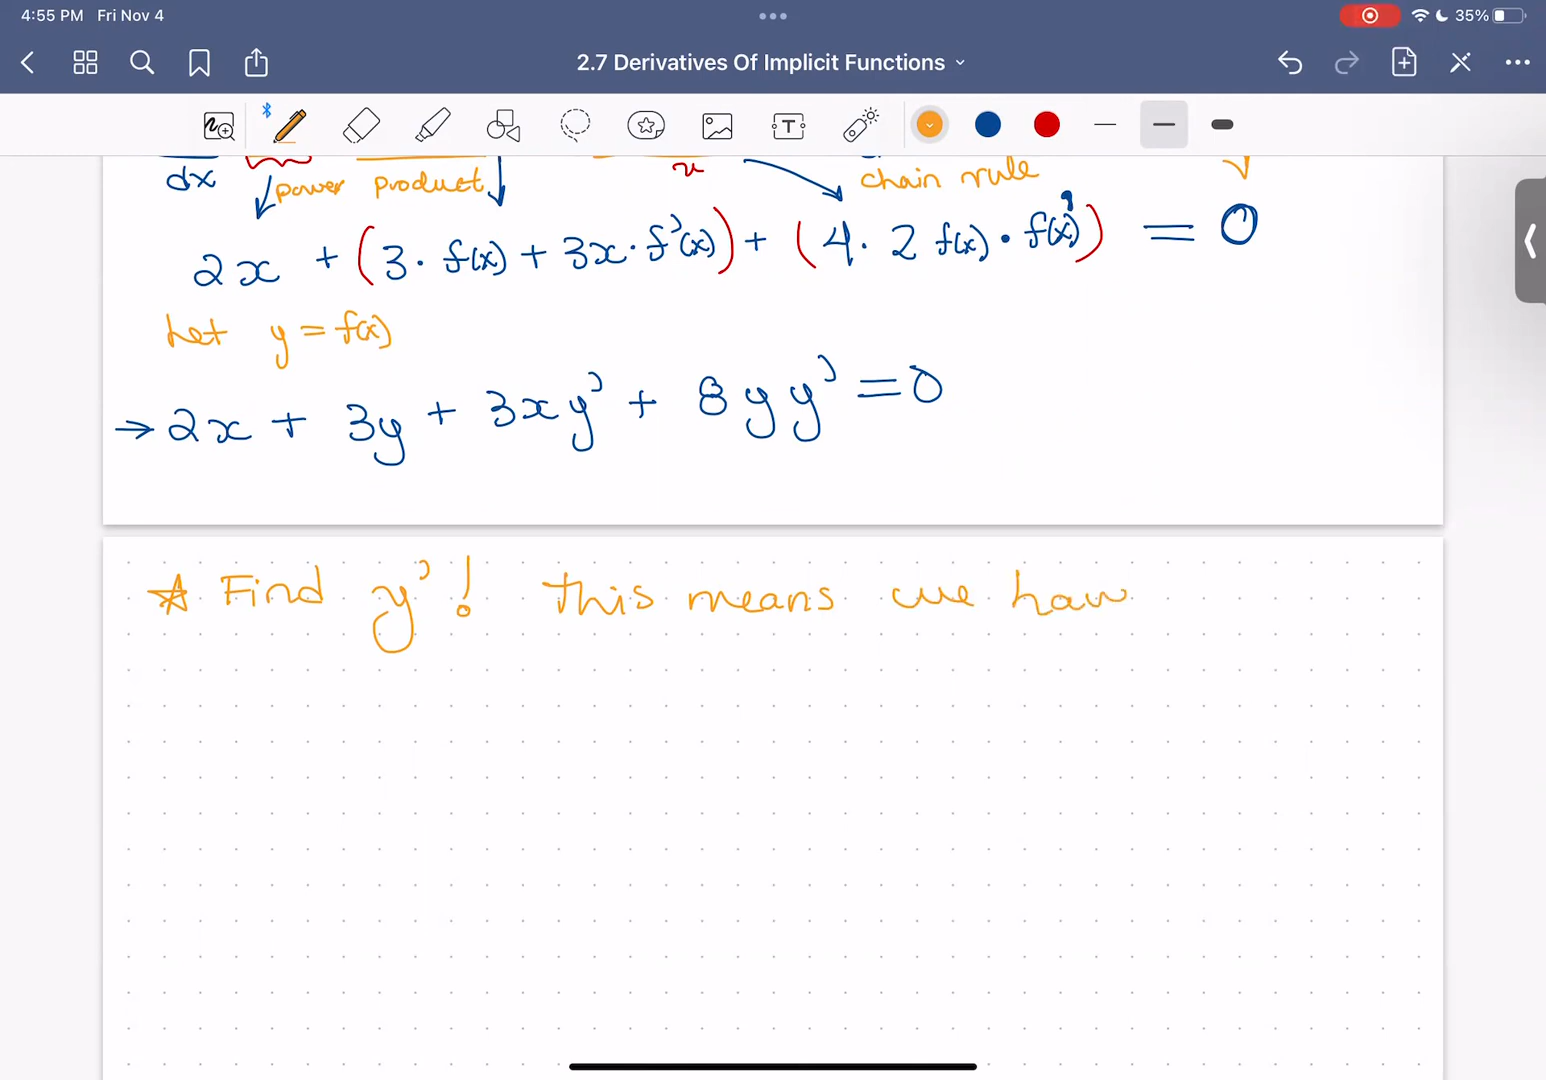 4:55 PM Fri Nov 4
35%
2.7 Derivatives Of Implicit Functions
dx power product u chain rule
2x + (3 · f(x) + 3x · f'(x)) + (4 · 2 f(x) · f(x)') = 0
Let y = f(x)
→ 2x + 3y + 3xy' + 8yy' = 0
☆ Find y'! this means we hav